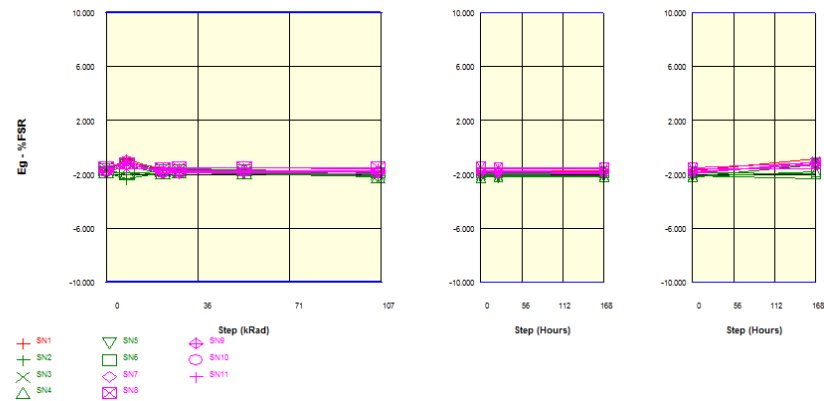 10.000 10.000 10.000
6.000 6.000 6.000
2.000 2.000 2.000
Eg - %FSR
-2.000 -2.000 -2.000
-6.000 -6.000 -6.000
-10.000 -10.000 -10.000
0 36 71 107 0 56 112 168 0 56 112 168
Step (kRad) Step (Hours) Step (Hours)
SN1 SN5 SN9
SN2 SN6 SN10
SN3 SN7 SN11
SN4 SN8